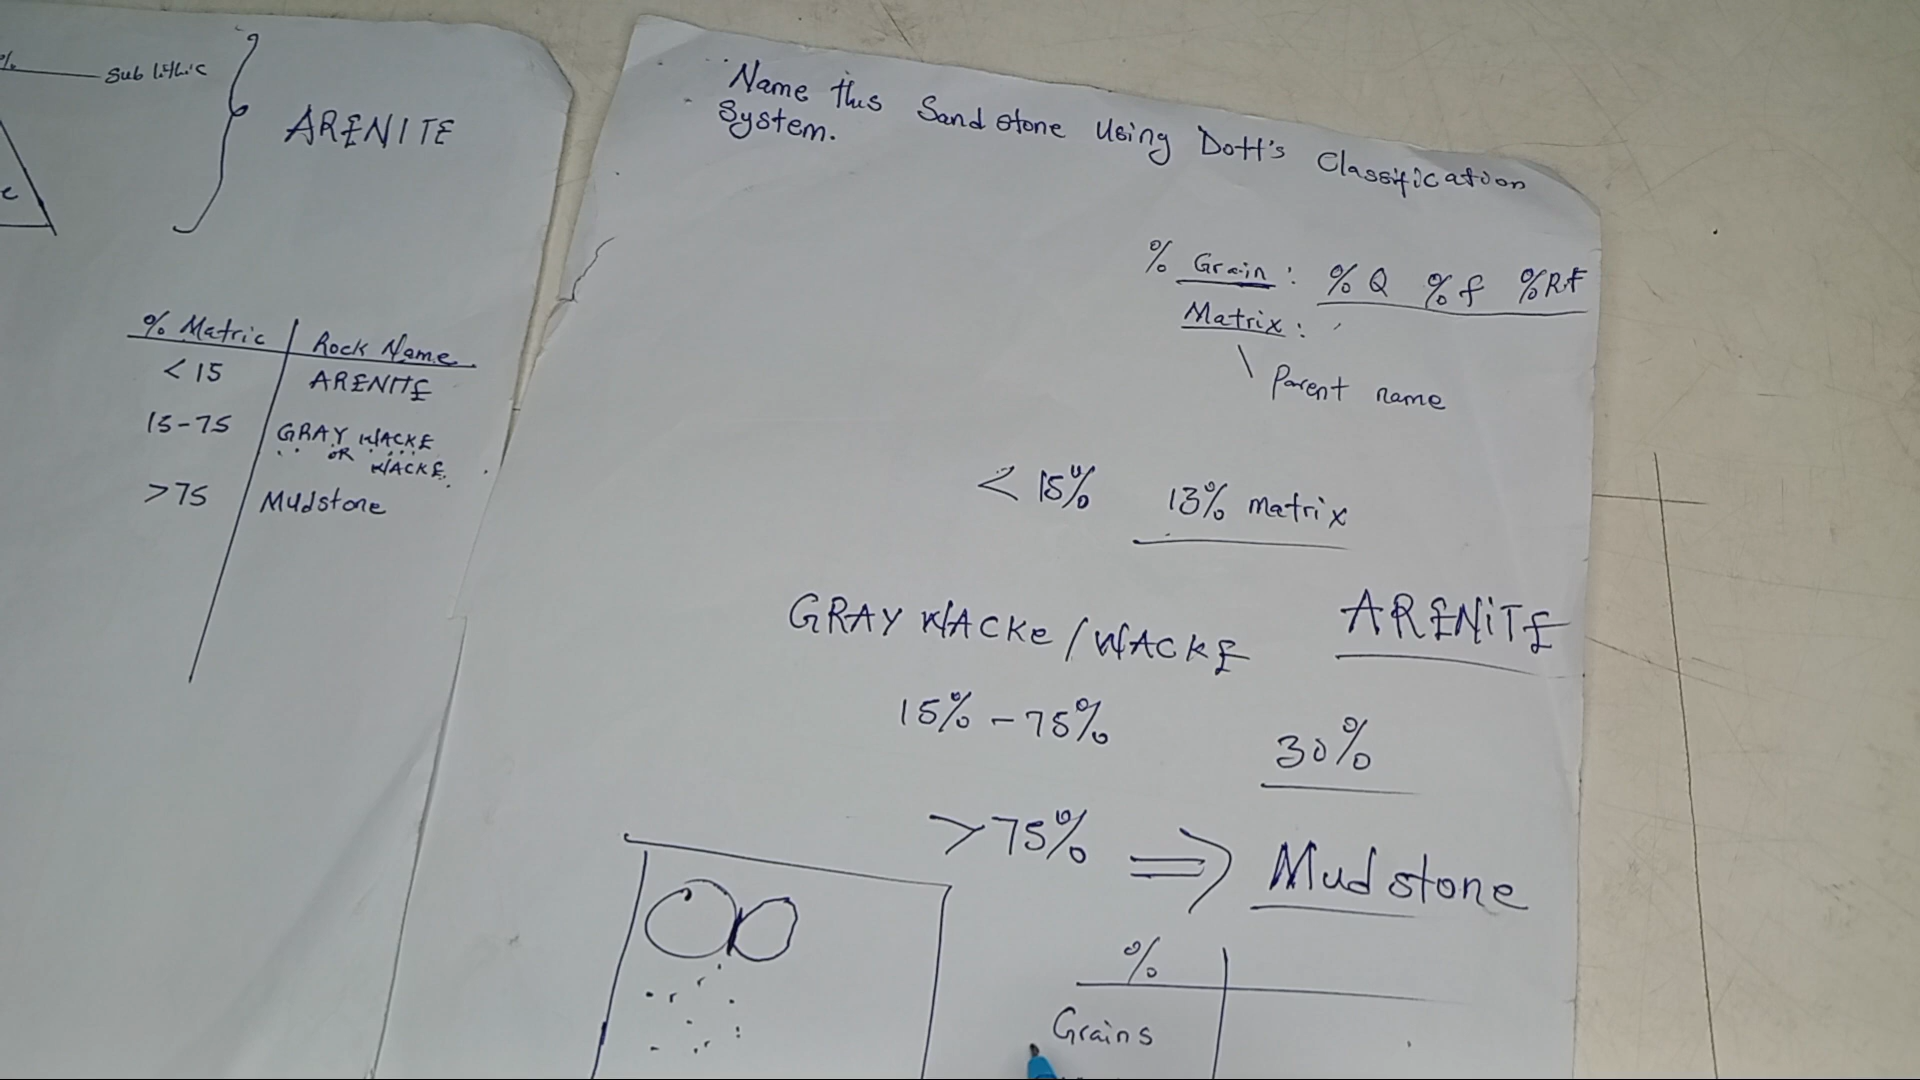 Sub lithic
ARENITE
% Matric Rock Name
<15 ARENITE
15-75 GRAY WACKE
OR WACKE
>75 Mudstone
Name this Sandstone Using Dott's Classification
System.
% Grain: %Q %f %RF
Matrix:
Parent name
<15% 13% matrix
GRAY WACKe / WACKE ARENiTE
15% - 75% 30%
>75% ⇒ Mudstone
%
Grains